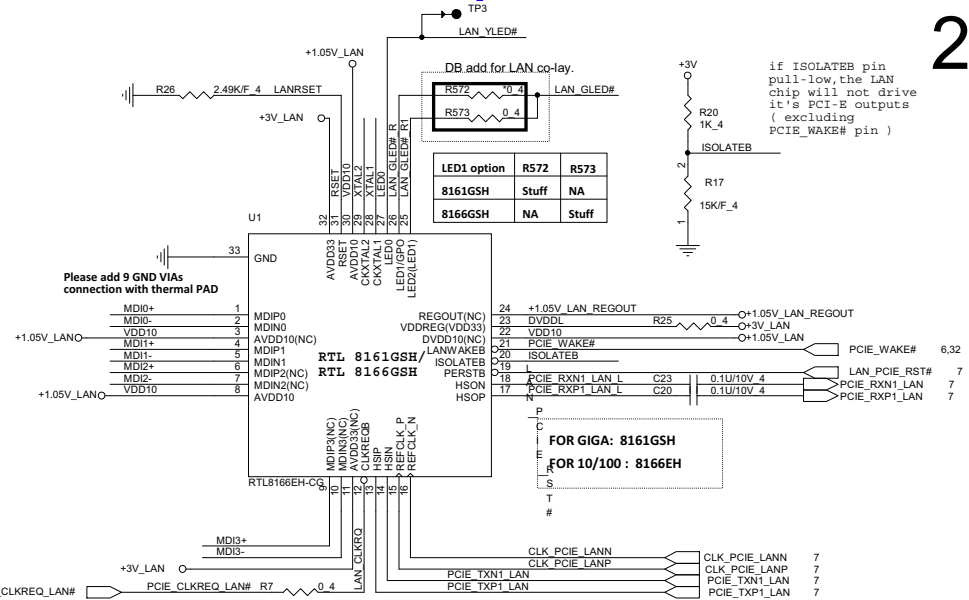 TP3
2
LAN_YLED#
+1.05V_LAN
DB add for LAN co-lay.
+3V
if ISOLATEB pin
pull-low,the LAN
chip will not drive
it's PCI-E outputs
( excluding
PCIE_WAKE# pin )
R26 2.49K/F_4 LANRSET
R572 *0_4 LAN_GLED#
R573 0_4
+3V_LAN
R20
1K_4
ISOLATEB
2
R17
15K/F_4
1
LED1 option R572 R573
8161GSH Stuff NA
8166GSH NA Stuff
RSET
VDD10
XTAL2
XTAL1
LED0
LAN_GLED#_R
LAN_GLED#_R1
U1
32 31 30 29 28 27 26 25
AVDD33
RSET
AVDD10
CKXTAL2
CKXTAL1
LED0
LED1/GPO
LED2(LED1)
33 GND
Please add 9 GND VIAs
connection with thermal PAD
MDI0+ 1 MDIP0
MDI0- 2 MDIN0
+1.05V_LAN VDD10 3 AVDD10(NC)
MDI1+ 4 MDIP1
MDI1- 5 MDIN1
MDI2+ 6 MDIP2(NC)
MDI2- 7 MDIN2(NC)
+1.05V_LAN VDD10 8 AVDD10
RTL 8161GSH/
RTL 8166GSH
REGOUT(NC) 24 +1.05V_LAN_REGOUT +1.05V_LAN_REGOUT
VDDREG(VDD33) 23 DVDDL R25 0_4 +3V_LAN
DVDD10(NC) 22 VDD10 +1.05V_LAN
LANWAKEB 21 PCIE_WAKE# PCIE_WAKE# 6,32
ISOLATEB 20 ISOLATEB
PERSTB 19 LAN_PCIE_RST# 7
HSON 18 PCIE_RXN1_LAN_L C23 0.1U/10V_4 PCIE_RXN1_LAN 7
HSOP 17 PCIE_RXP1_LAN_L C20 0.1U/10V_4 PCIE_RXP1_LAN 7
LAN_PCIE_RST#
MDIP3(NC)
MDIN3(NC)
AVDD33(NC)
CLKREQB
HSIP
HSIN
REFCLK_P
REFCLK_N
FOR GIGA: 8161GSH
FOR 10/100 : 8166EH
RTL8166EH-CG
9 10 11 12 13 14 15 16
LAN_CLKRQ
MDI3+
MDI3-
+3V_LAN
CLK_PCIE_LANN CLK_PCIE_LANN 7
CLK_PCIE_LANP CLK_PCIE_LANP 7
PCIE_TXN1_LAN PCIE_TXN1_LAN 7
PCIE_TXP1_LAN PCIE_TXP1_LAN 7
_CLKREQ_LAN# PCIE_CLKREQ_LAN# R7 0_4